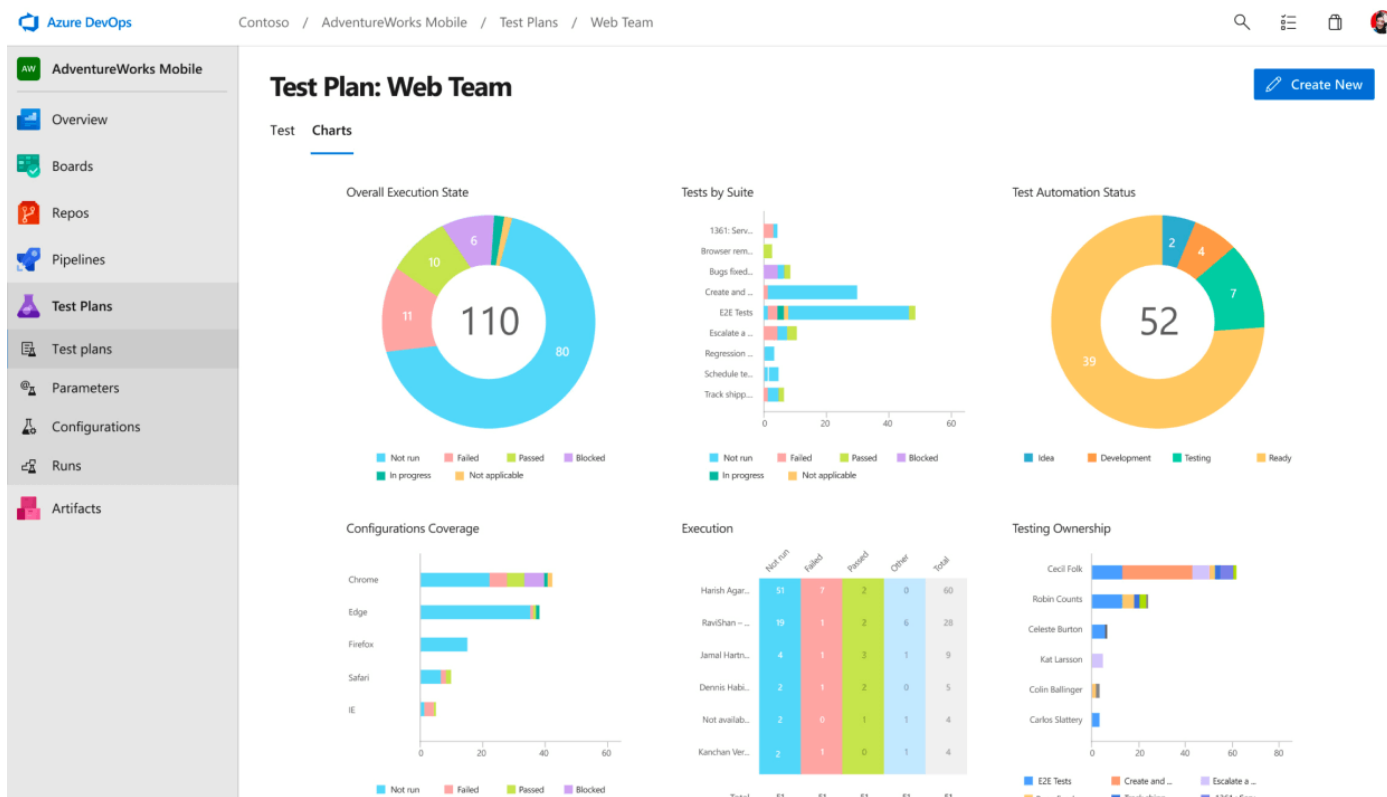 Azure DevOps
Contoso / AdventureWorks Mobile / Test Plans / Web Team
AW AdventureWorks Mobile
Overview
Boards
Repos
Pipelines
Test Plans
Test plans
Parameters
Configurations
Runs
Artifacts
Test Plan: Web Team
Create New
Test Charts
Overall Execution State
6
10
11
110
80
Not run Failed Passed Blocked
In progress Not applicable
Tests by Suite
1361: Serv...
Browser rem...
Bugs fixed...
Create and ...
E2E Tests
Escalate a ...
Regression ...
Schedule te...
Track shipp...
0 20 40 60
Not run Failed Passed Blocked
In progress Not applicable
Test Automation Status
2
4
7
52
39
Idea Development Testing Ready
Configurations Coverage
Chrome
Edge
Firefox
Safari
IE
0 20 40 60
Not run Failed Passed Blocked
Execution
Not run Failed Passed Other Total
Harish Agar... 51 7 2 0 60
RaviShan – ... 19 1 2 6 28
Jamal Hartn... 4 1 3 1 9
Dennis Habi... 2 1 2 0 5
Not availab... 2 0 1 1 4
Kanchan Ver... 2 1 0 1 4
Total 51 51 51 51 51
Testing Ownership
Cecil Folk
Robin Counts
Celeste Burton
Kat Larsson
Colin Ballinger
Carlos Slattery
0 20 40 60 80
E2E Tests Create and ... Escalate a ...